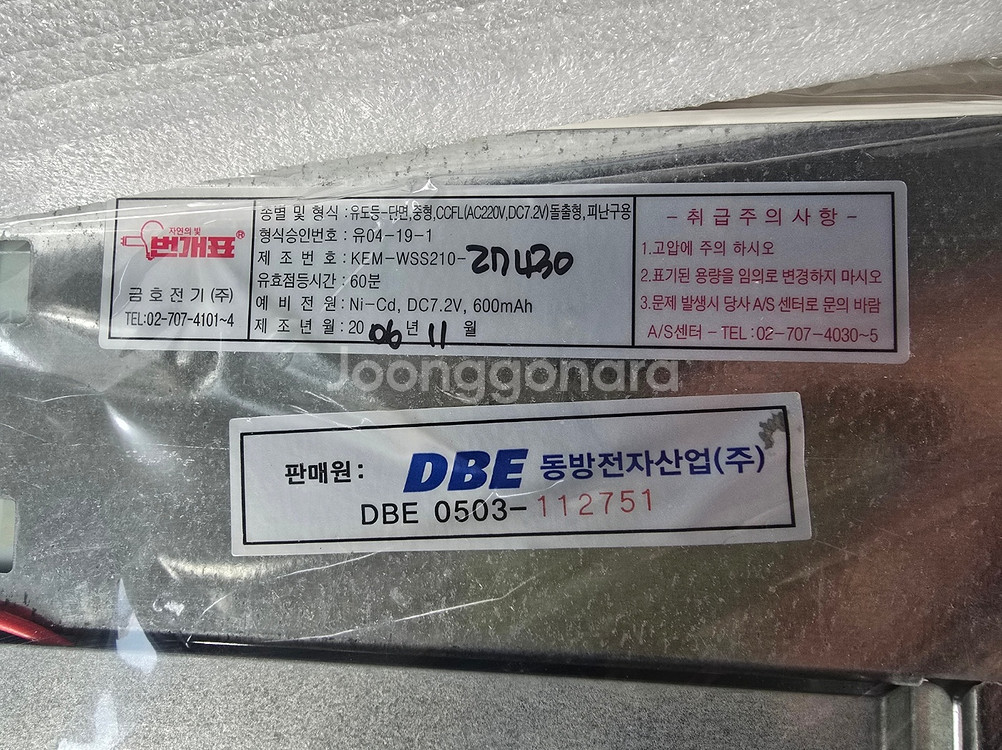 자연의 빛
번개표®
금호전기(주)
TEL:02-707-4101~4
종별 및 형식 : 유도등-단면,중형,CCFL(AC220V,DC7.2V)돌출형,피난구용
형식승인번호 : 유04-19-1
제 조 번 호 : KEM-WSS210-
유효점등시간 : 60분
예 비 전 원 : Ni-Cd, DC7.2V, 600mAh
제 조 년 월 : 20 06 년 11 월
- 취 급 주 의 사 항 -
1.고압에 주의 하시오
2.표기된 용량을 임의로 변경하지 마시오
3.문제 발생시 당사 A/S 센터로 문의 바람
A/S센터 - TEL : 02-707-4030~5
Joonggonara
판매원 : DBE 동방전자산업(주)
DBE 0503-112751